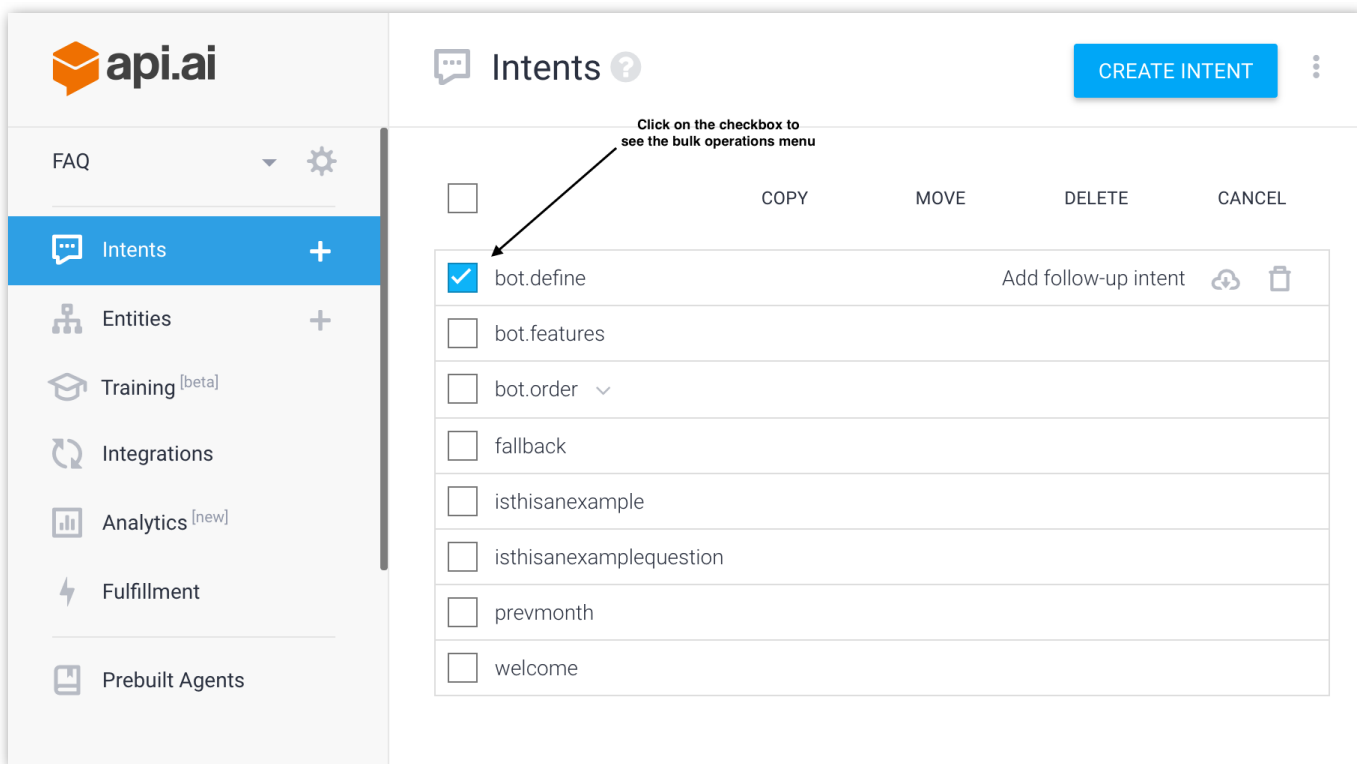 api.ai
Intents ?
CREATE INTENT
Click on the checkbox to
see the bulk operations menu
FAQ
COPY MOVE DELETE CANCEL
Intents
Entities
Training [beta]
Integrations
Analytics [new]
Fulfillment
Prebuilt Agents
bot.define Add follow-up intent
bot.features
bot.order
fallback
isthisanexample
isthisanexamplequestion
prevmonth
welcome